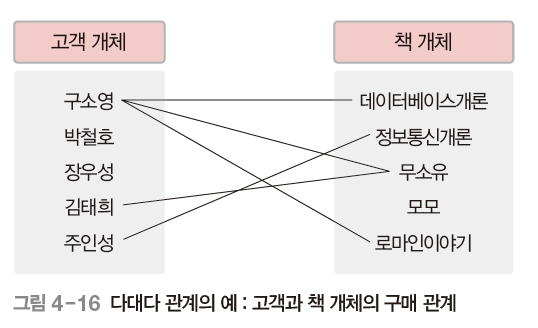 고객 개체
책 개체
구소영
박철호
장우성
김태희
주인성
데이터베이스개론
정보통신개론
무소유
모모
로마인이야기
그림 4-16 다대다 관계의 예 : 고객과 책 개체의 구매 관계